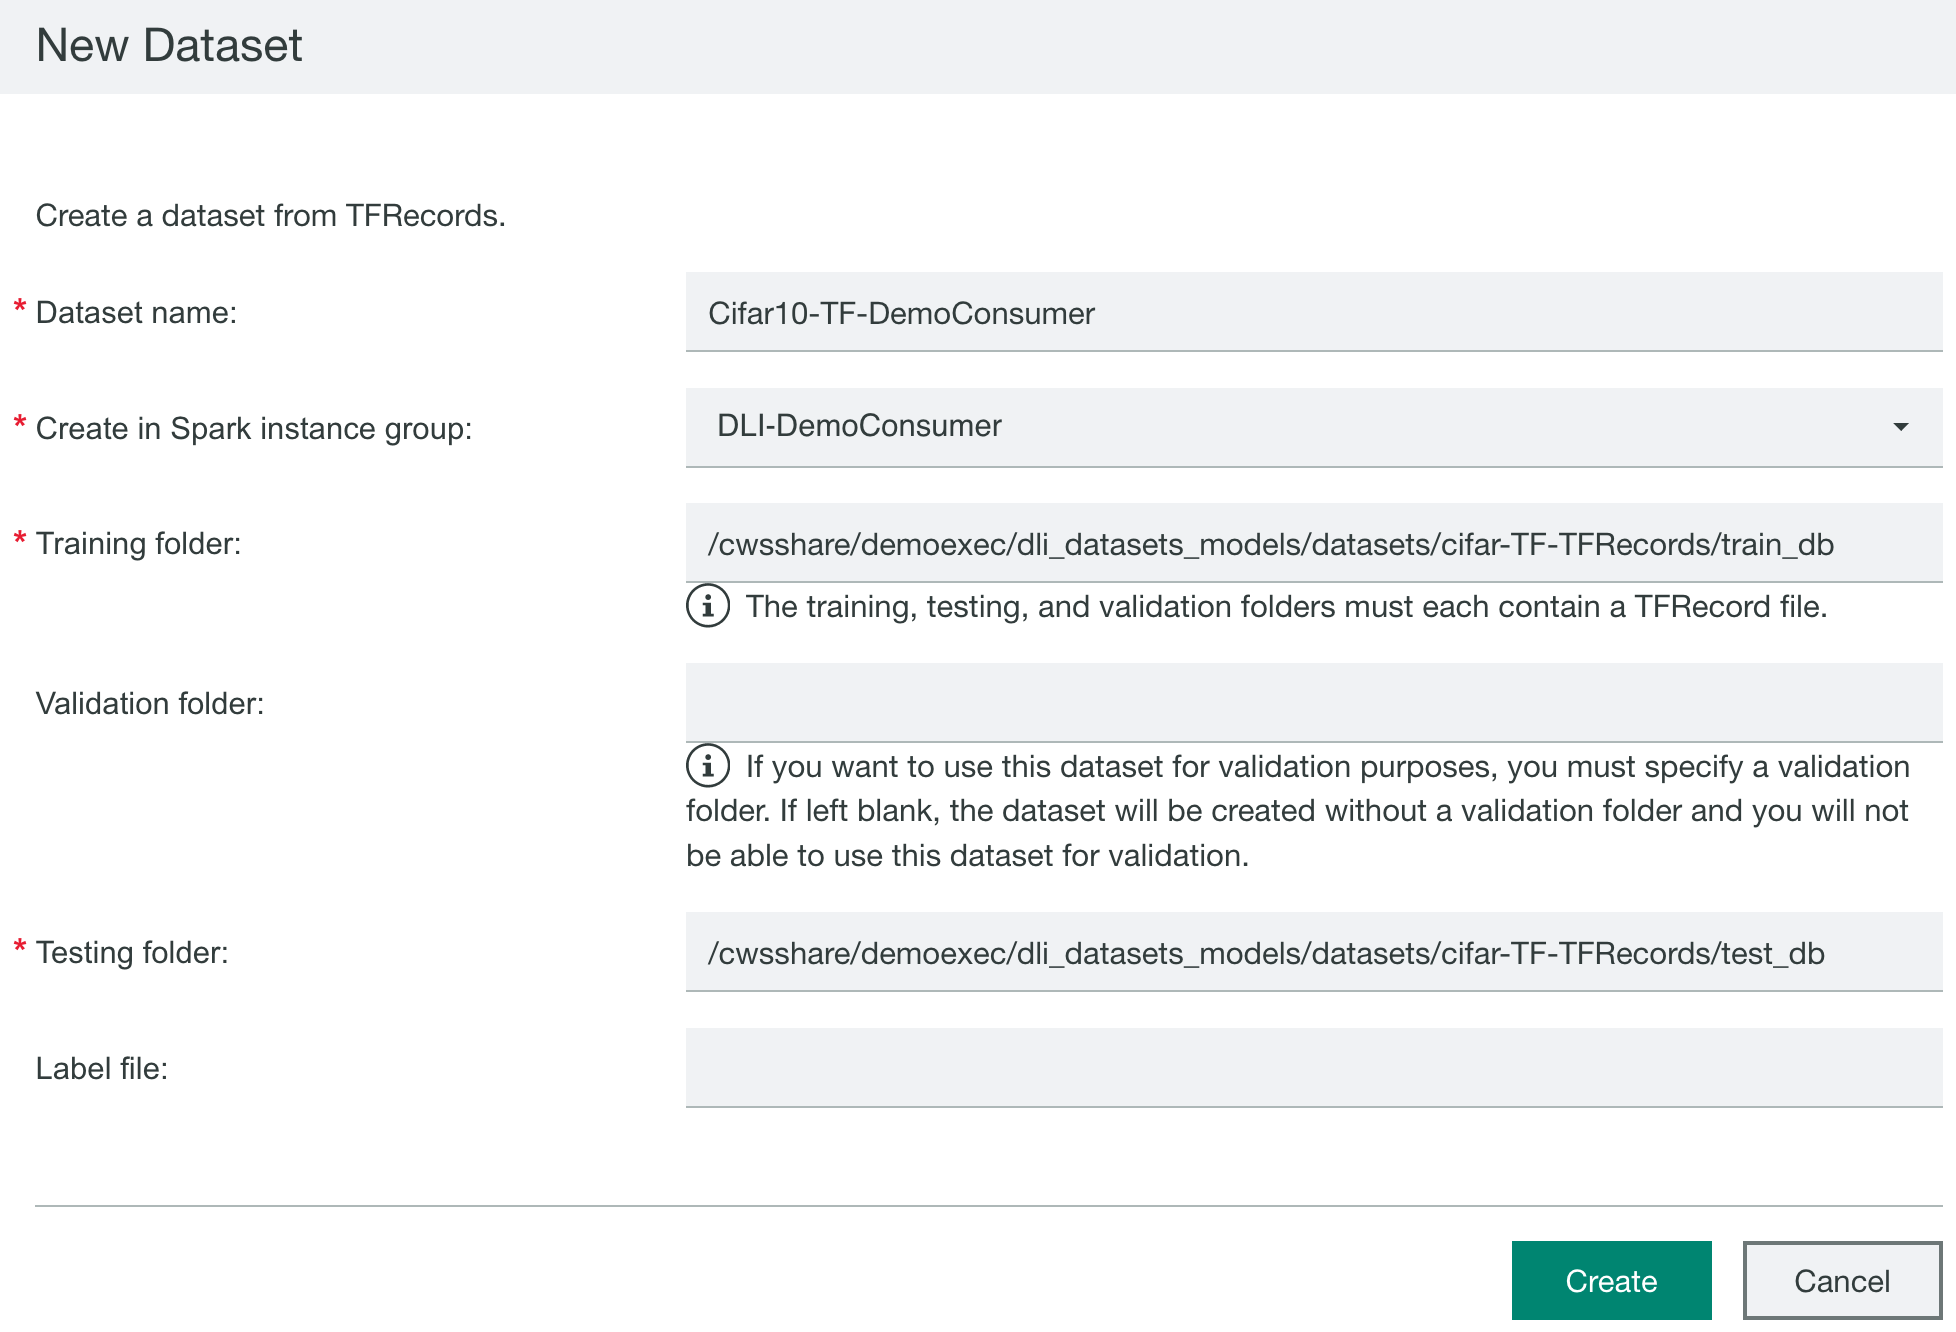 New Dataset
Create a dataset from TFRecords.
* Dataset name:
Cifar10-TF-DemoConsumer
* Create in Spark instance group:
DLI-DemoConsumer
* Training folder:
/cwsshare/demoexec/dli_datasets_models/datasets/cifar-TF-TFRecords/train_db
The training, testing, and validation folders must each contain a TFRecord file.
Validation folder:
If you want to use this dataset for validation purposes, you must specify a validation
folder. If left blank, the dataset will be created without a validation folder and you will not
be able to use this dataset for validation.
* Testing folder:
/cwsshare/demoexec/dli_datasets_models/datasets/cifar-TF-TFRecords/test_db
Label file:
Create
Cancel